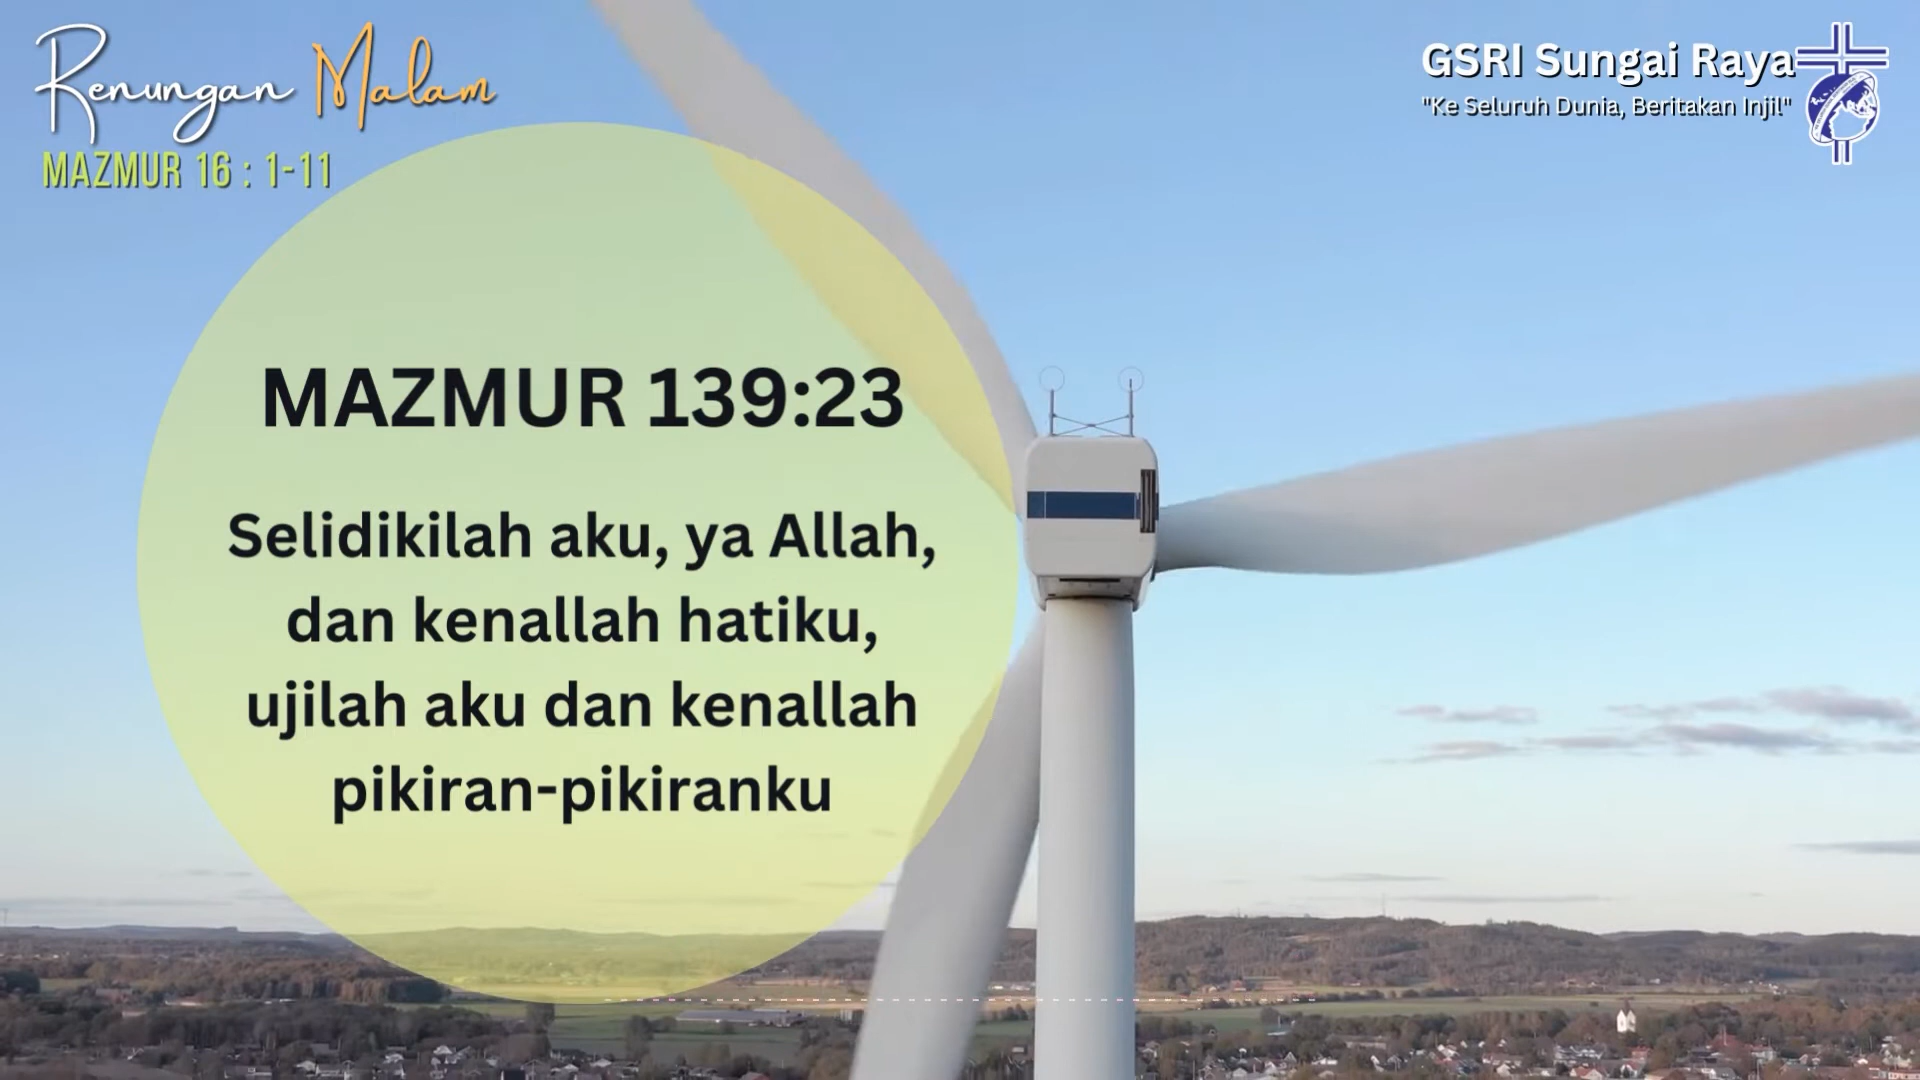 Renungan Malam
MAZMUR 16 : 1-11
GSRI Sungai Raya
"Ke Seluruh Dunia, Beritakan Injil"
MAZMUR 139:23
Selidikilah aku, ya Allah,
dan kenallah hatiku,
ujilah aku dan kenallah
pikiran-pikiranku